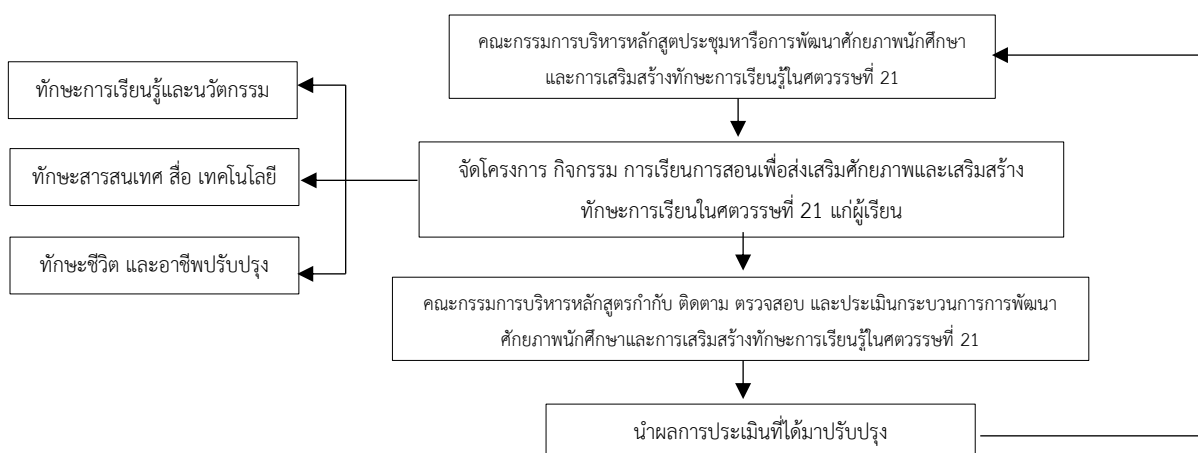 คณะกรรมการบริหารหลักสูตประชุมหารือการพัฒนาศักยภาพนักศึกษา
และการเสริมสร้างทักษะการเรียนรู้ในศตวรรษที่ 21
ทักษะการเรียนรู้และนวัตกรรม
จัดโครงการ กิจกรรม การเรียนการสอนเพื่อส่งเสริมศักยภาพและเสริมสร้าง
ทักษะการเรียนในศตวรรษที่ 21 แก่ผู้เรียน
ทักษะสารสนเทศ สื่อ เทคโนโลยี
ทักษะชีวิต และอาชีพปรับปรุง
คณะกรรมการบริหารหลักสูตรกำกับ ติดตาม ตรวจสอบ และประเมินกระบวนการการพัฒนา
ศักยภาพนักศึกษาและการเสริมสร้างทักษะการเรียนรู้ในศตวรรษที่ 21
นำผลการประเมินที่ได้มาปรับปรุง